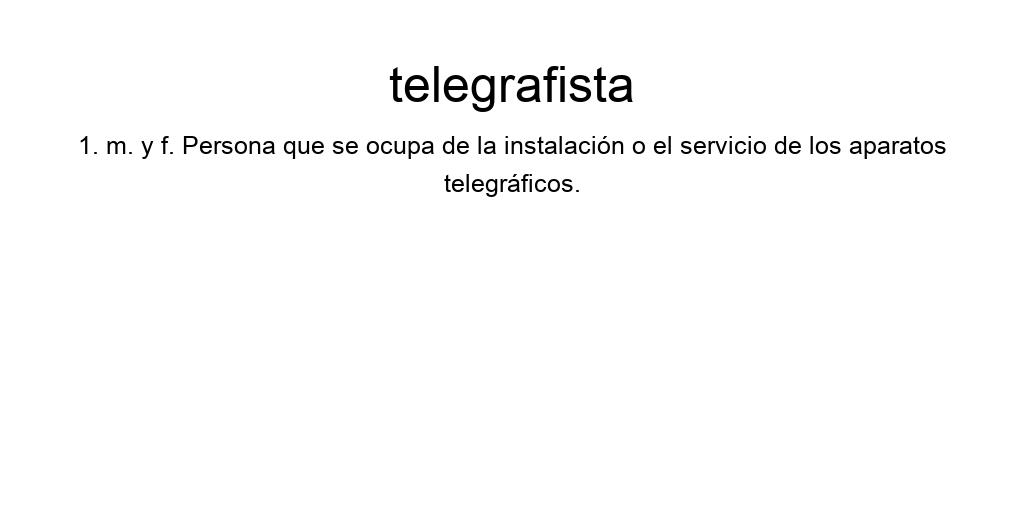 telegrafista
1. m. y f. Persona que se ocupa de la instalación o el servicio de los aparatos
telegráficos.